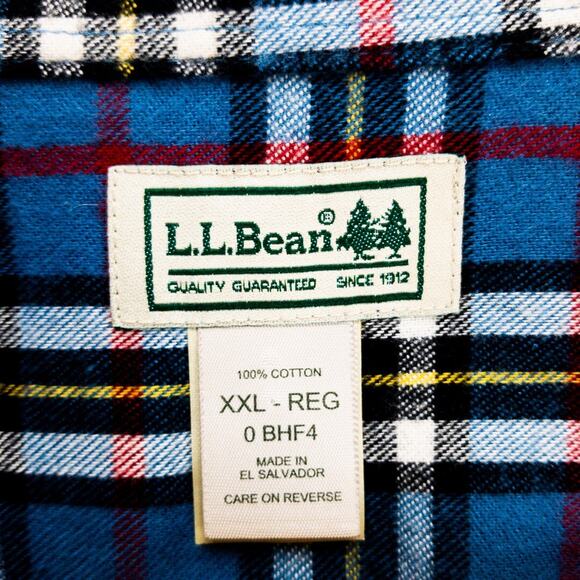 L.L.Bean®
QUALITY GUARANTEED SINCE 1912
100% COTTON
XXL - REG
0 BHF4
MADE IN
EL SALVADOR
CARE ON REVERSE